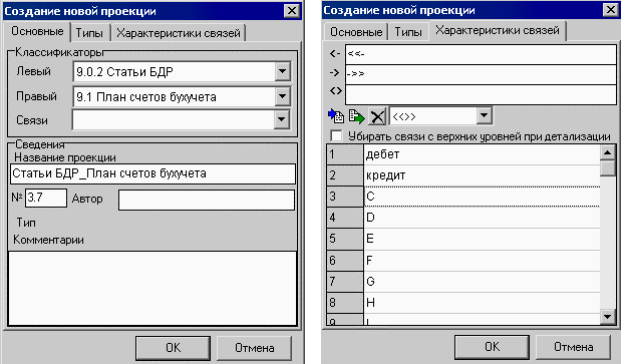 Создание новой проекции
Основные Типы Характеристики связей
Классификаторы
Левый 9.0.2 Статьи БДР
Правый 9.1 План счетов бухучета
Связи
Сведения
Название проекции
Статьи БДР_План счетов бухучета
№ 3.7 Автор
Тип
Комментарии
OK Отмена
Создание новой проекции
Основные Типы Характеристики связей
<- <<-
-> ->>
<>
<<>>
Убирать связи с верхних уровней при детализации
1 дебет
2 кредит
3 C
4 D
5 E
6 F
7 G
8 H
9
OK Отмена